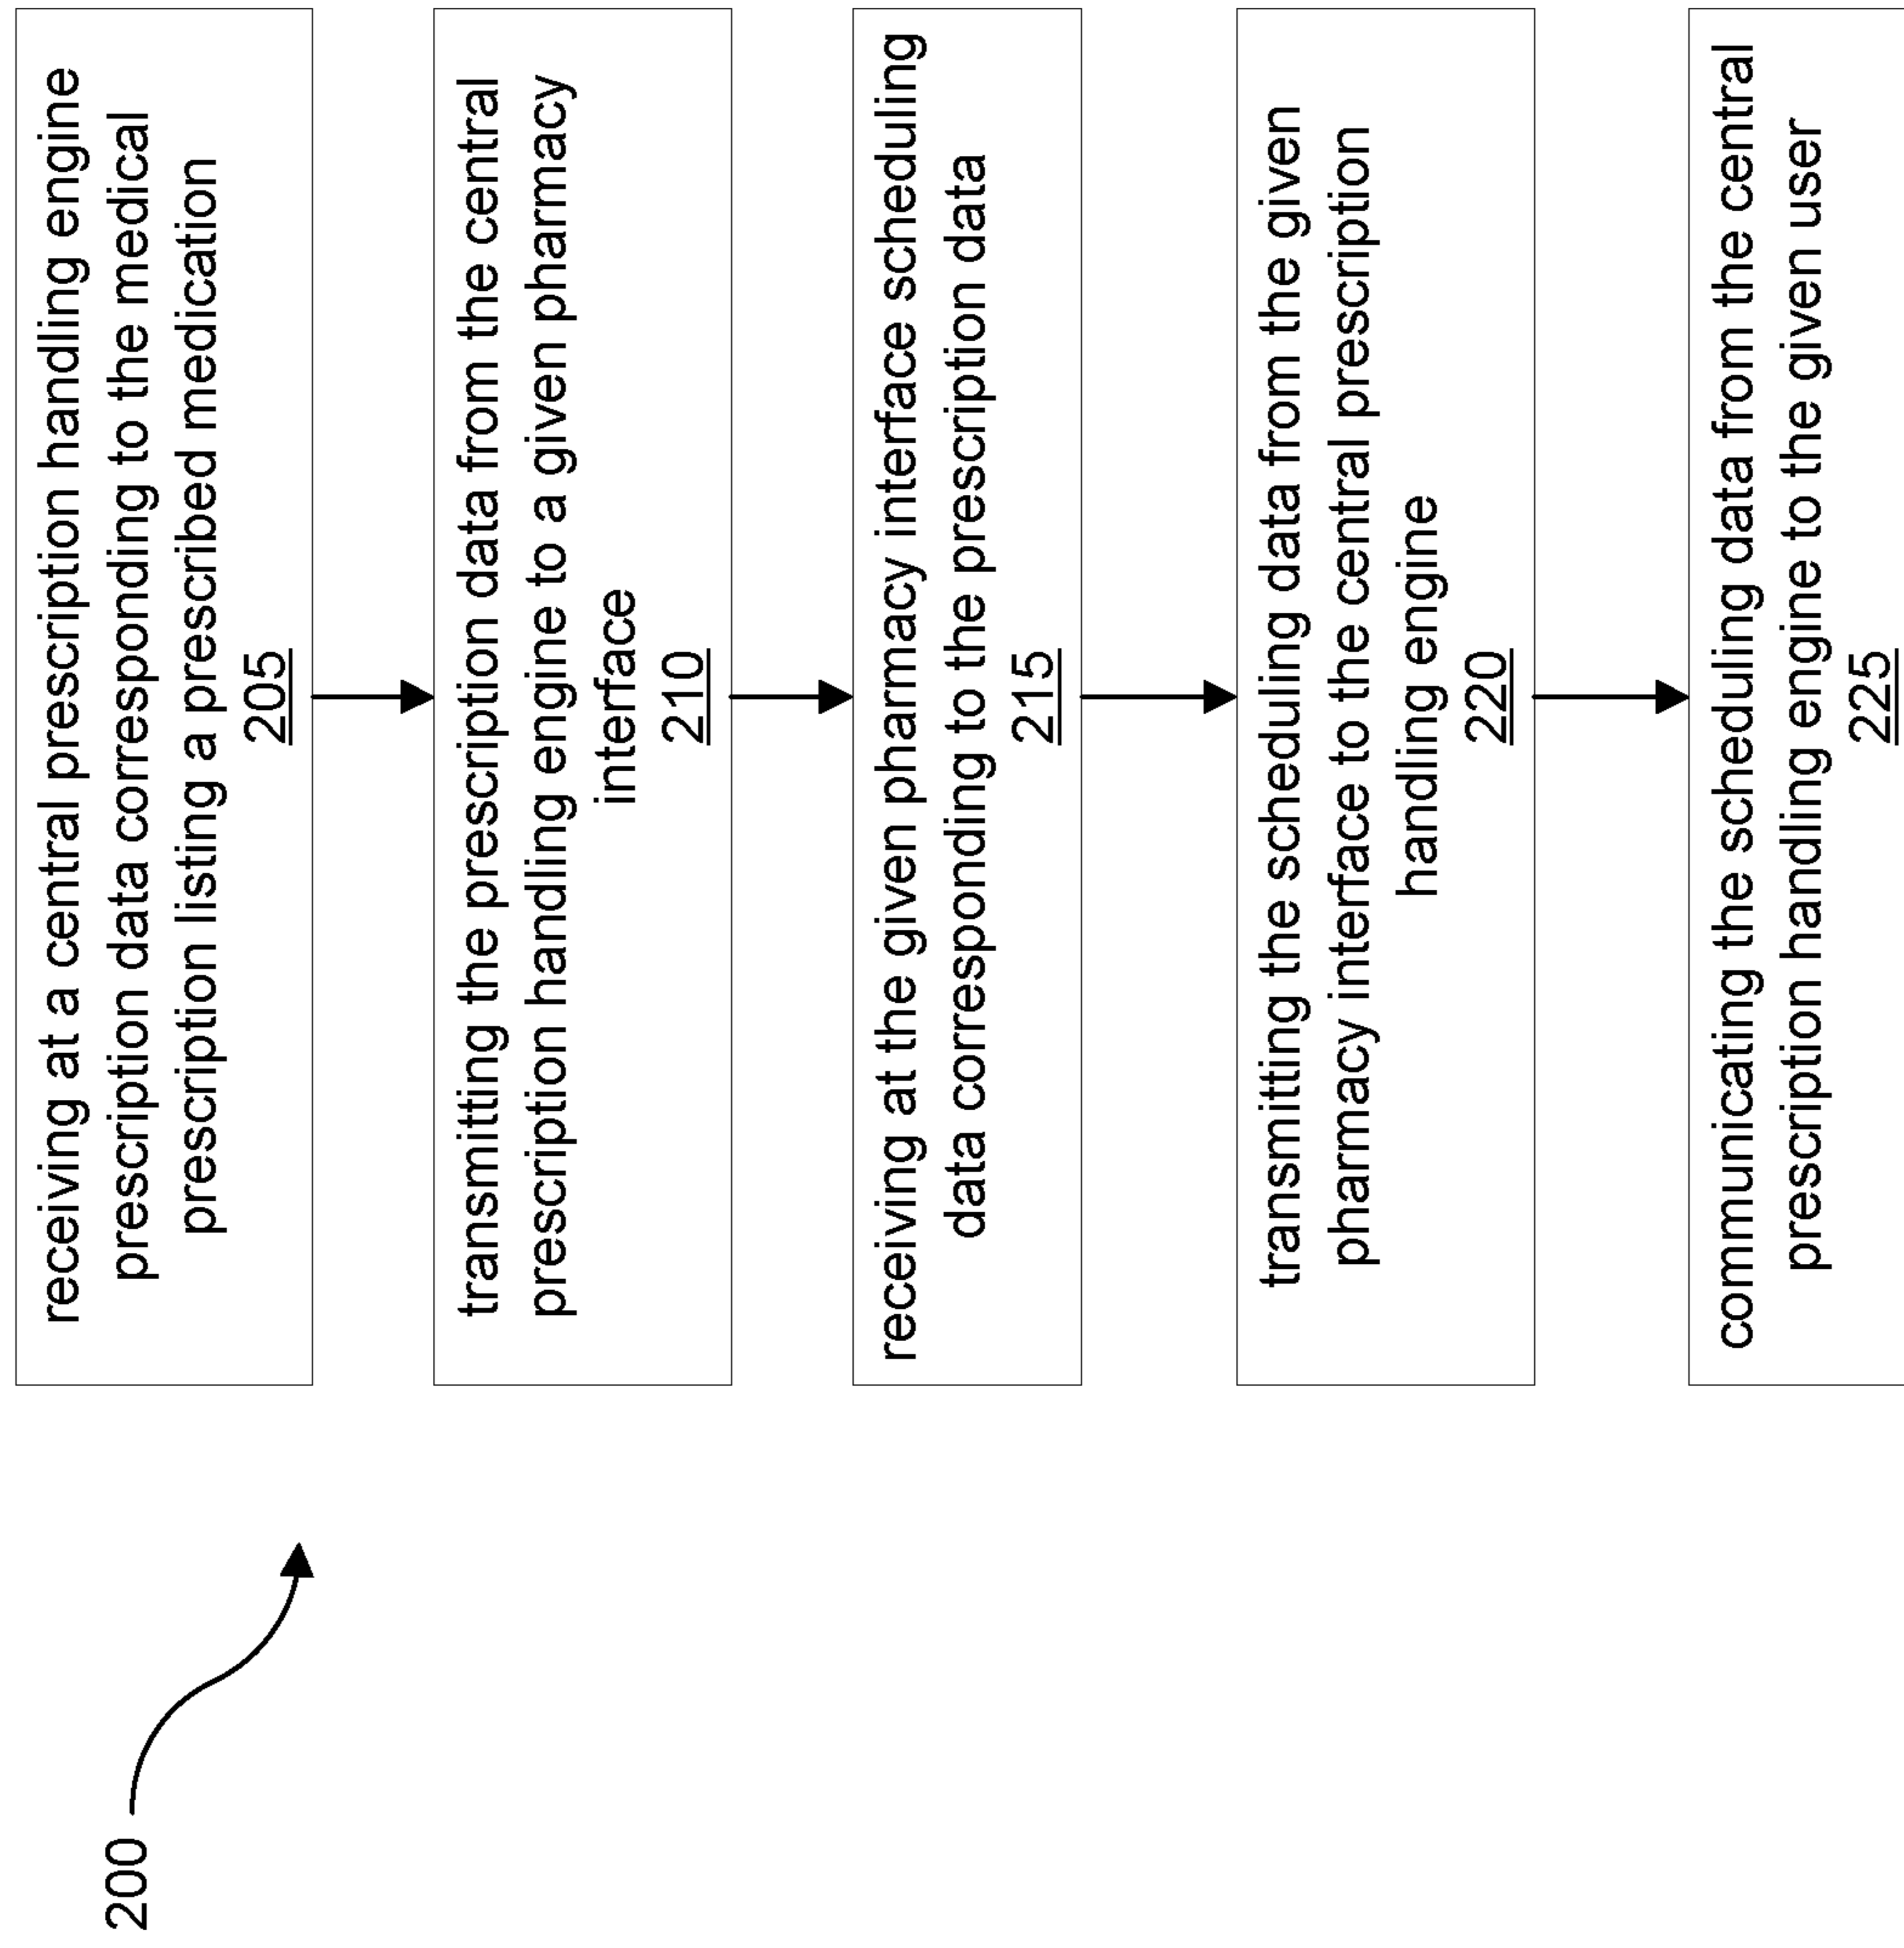 200
receiving at a central prescription handling engine
prescription data corresponding to the medical
prescription listing a prescribed medication
205
transmitting the prescription data from the central
prescription handling engine to a given pharmacy
interface
210
receiving at the given pharmacy interface scheduling
data corresponding to the prescription data
215
transmitting the scheduling data from the given
pharmacy interface to the central prescription
handling engine
220
communicating the scheduling data from the central
prescription handling engine to the given user
225